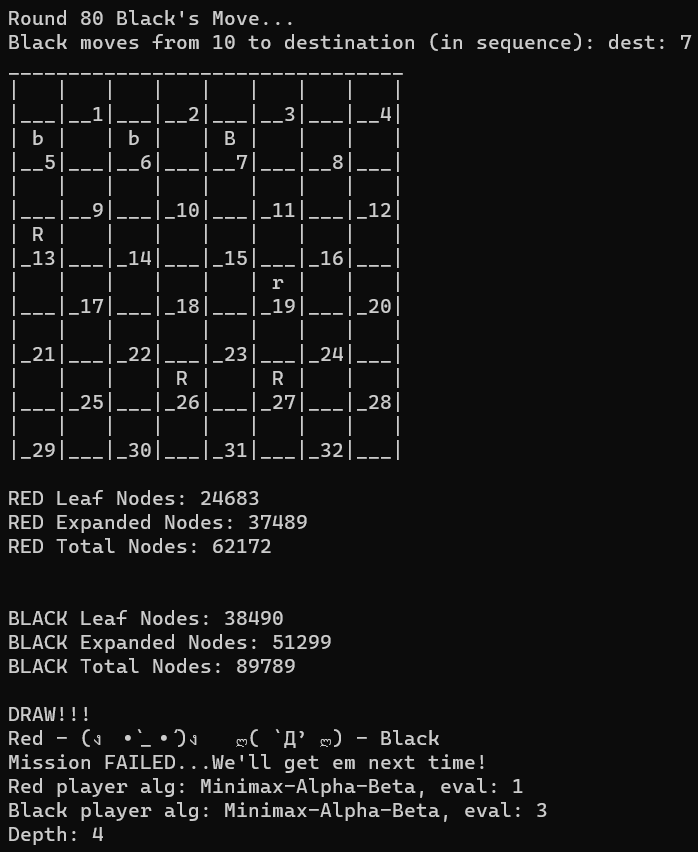 Round 80 Black's Move...
Black moves from 10 to destination (in sequence): dest: 7
_________________________________
|   |   |   |   |   |   |   |   |
|___|__1|___|__2|___|__3|___|__4|
| b |   | b |   | B |   |   |   |
|__5|___|__6|___|__7|___|__8|___|
|   |   |   |   |   |   |   |   |
|___|__9|___|_10|___|_11|___|_12|
| R |   |   |   |   |   |   |   |
|_13|___|_14|___|_15|___|_16|___|
|   |   |   |   |   | r |   |   |
|___|_17|___|_18|___|_19|___|_20|
|   |   |   |   |   |   |   |   |
|_21|___|_22|___|_23|___|_24|___|
|   |   |   | R |   | R |   |   |
|___|_25|___|_26|___|_27|___|_28|
|   |   |   |   |   |   |   |   |
|_29|___|_30|___|_31|___|_32|___|
RED Leaf Nodes: 24683
RED Expanded Nodes: 37489
RED Total Nodes: 62172
BLACK Leaf Nodes: 38490
BLACK Expanded Nodes: 51299
BLACK Total Nodes: 89789
DRAW!!!
Red - (ง •̀_•́)ง   ლ( `Д’ ლ) - Black
Mission FAILED...We'll get em next time!
Red player alg: Minimax-Alpha-Beta, eval: 1
Black player alg: Minimax-Alpha-Beta, eval: 3
Depth: 4